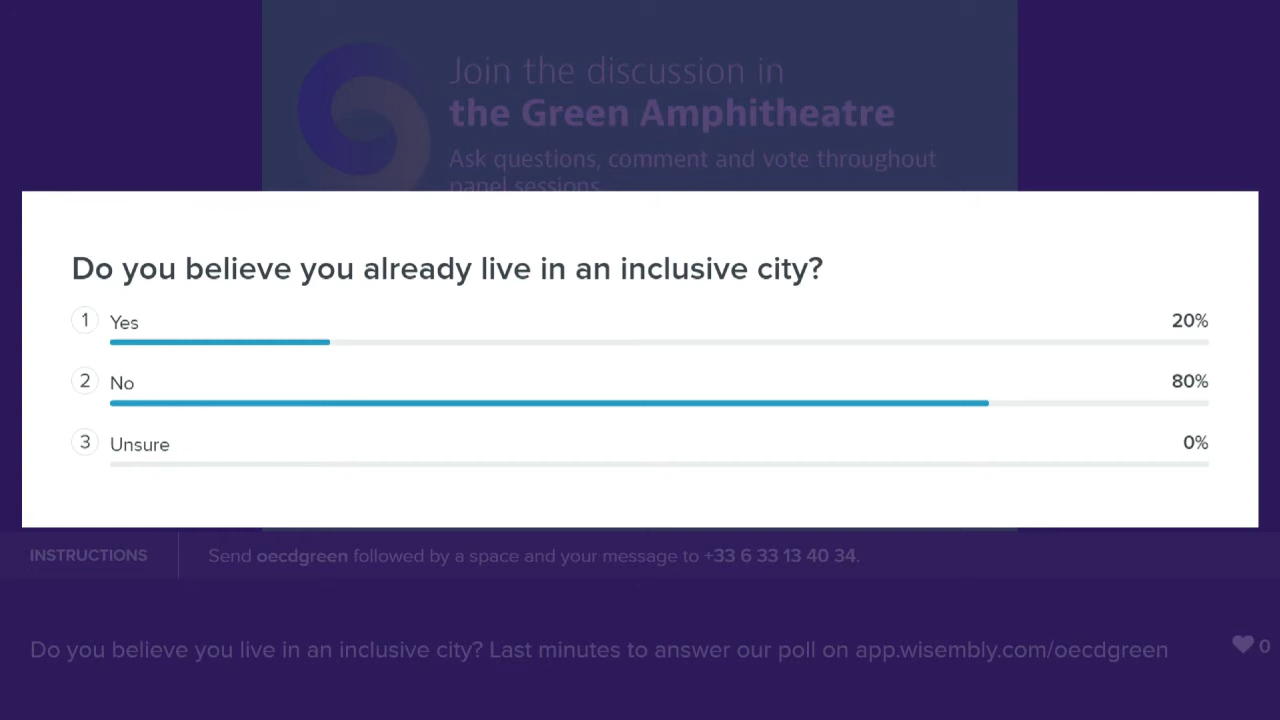 Join the discussion in
the Green Amphitheatre
Ask questions, comment and vote throughout
panel sessions
Do you believe you already live in an inclusive city?
1 Yes 20%
2 No 80%
3 Unsure 0%
INSTRUCTIONS Send oecdgreen followed by a space and your message to +33 6 33 13 40 34.
Do you believe you live in an inclusive city? Last minutes to answer our poll on app.wisembly.com/oecdgreen 0